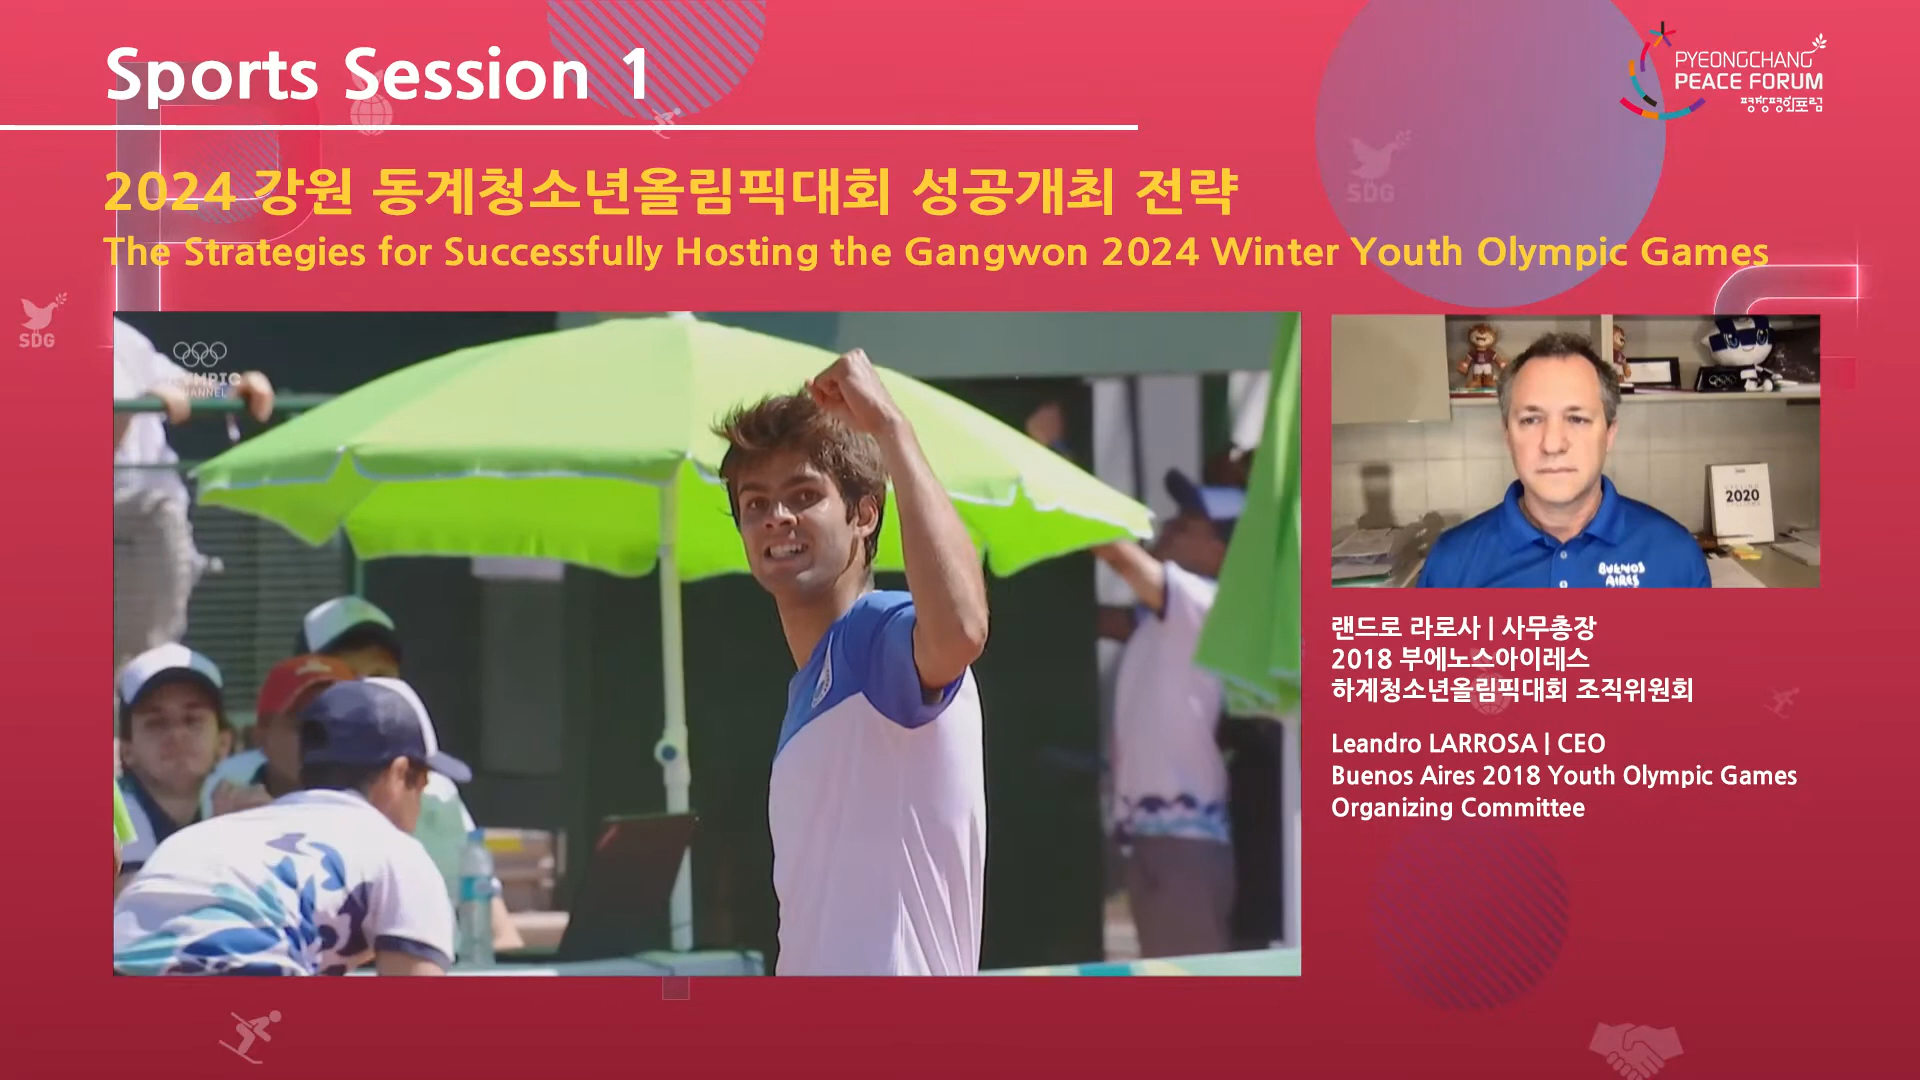 Sports Session 1
PYEONGCHANG
PEACE FORUM
평창평화포럼
2024 강원 동계청소년올림픽대회 성공개최 전략
The Strategies for Successfully Hosting the Gangwon 2024 Winter Youth Olympic Games
SDG
SDG
OLYMPIC
CHANNEL
2020
BUENOS
AIRES
랜드로 라로사 | 사무총장
2018 부에노스아이레스
하계청소년올림픽대회 조직위원회
Leandro LARROSA | CEO
Buenos Aires 2018 Youth Olympic Games
Organizing Committee